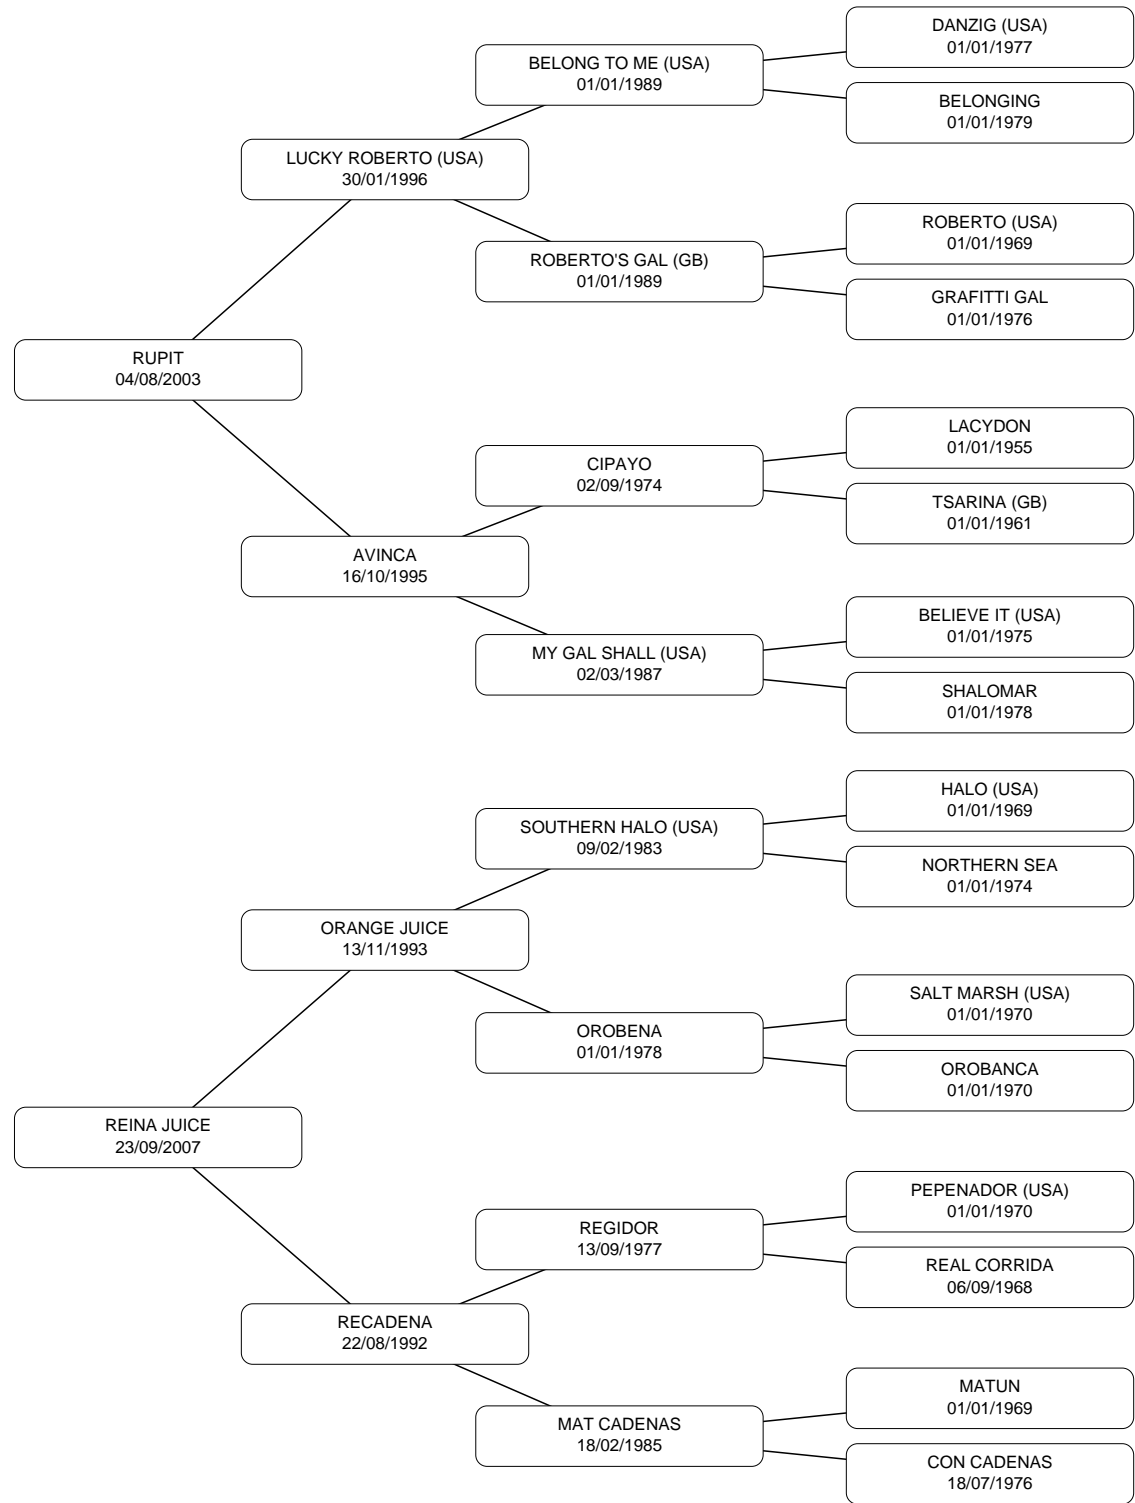 DANZIG (USA)
01/01/1977
BELONG TO ME (USA)
01/01/1989
BELONGING
01/01/1979
LUCKY ROBERTO (USA)
30/01/1996
ROBERTO (USA)
01/01/1969
ROBERTO'S GAL (GB)
01/01/1989
GRAFITTI GAL
01/01/1976
RUPIT
04/08/2003
LACYDON
01/01/1955
CIPAYO
02/09/1974
TSARINA (GB)
01/01/1961
AVINCA
16/10/1995
BELIEVE IT (USA)
01/01/1975
MY GAL SHALL (USA)
02/03/1987
SHALOMAR
01/01/1978
HALO (USA)
01/01/1969
SOUTHERN HALO (USA)
09/02/1983
NORTHERN SEA
01/01/1974
ORANGE JUICE
13/11/1993
SALT MARSH (USA)
01/01/1970
OROBENA
01/01/1978
OROBANCA
01/01/1970
REINA JUICE
23/09/2007
PEPENADOR (USA)
01/01/1970
REGIDOR
13/09/1977
REAL CORRIDA
06/09/1968
RECADENA
22/08/1992
MATUN
01/01/1969
MAT CADENAS
18/02/1985
CON CADENAS
18/07/1976